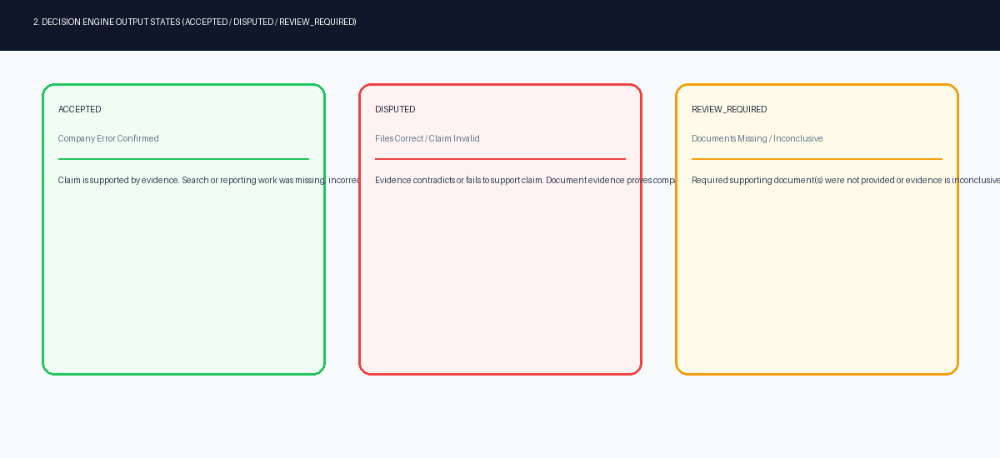 2. DECISION ENGINE OUTPUT STATES (ACCEPTED / DISPUTED / REVIEW_REQUIRED)
ACCEPTED
Company Error Confirmed
Claim is supported by evidence. Search or reporting work was missing, incorrec
DISPUTED
Files Correct / Claim Invalid
Evidence contradicts or fails to support claim. Document evidence proves compa
REVIEW_REQUIRED
Documents Missing / Inconclusive
Required supporting document(s) were not provided or evidence is inconclusive